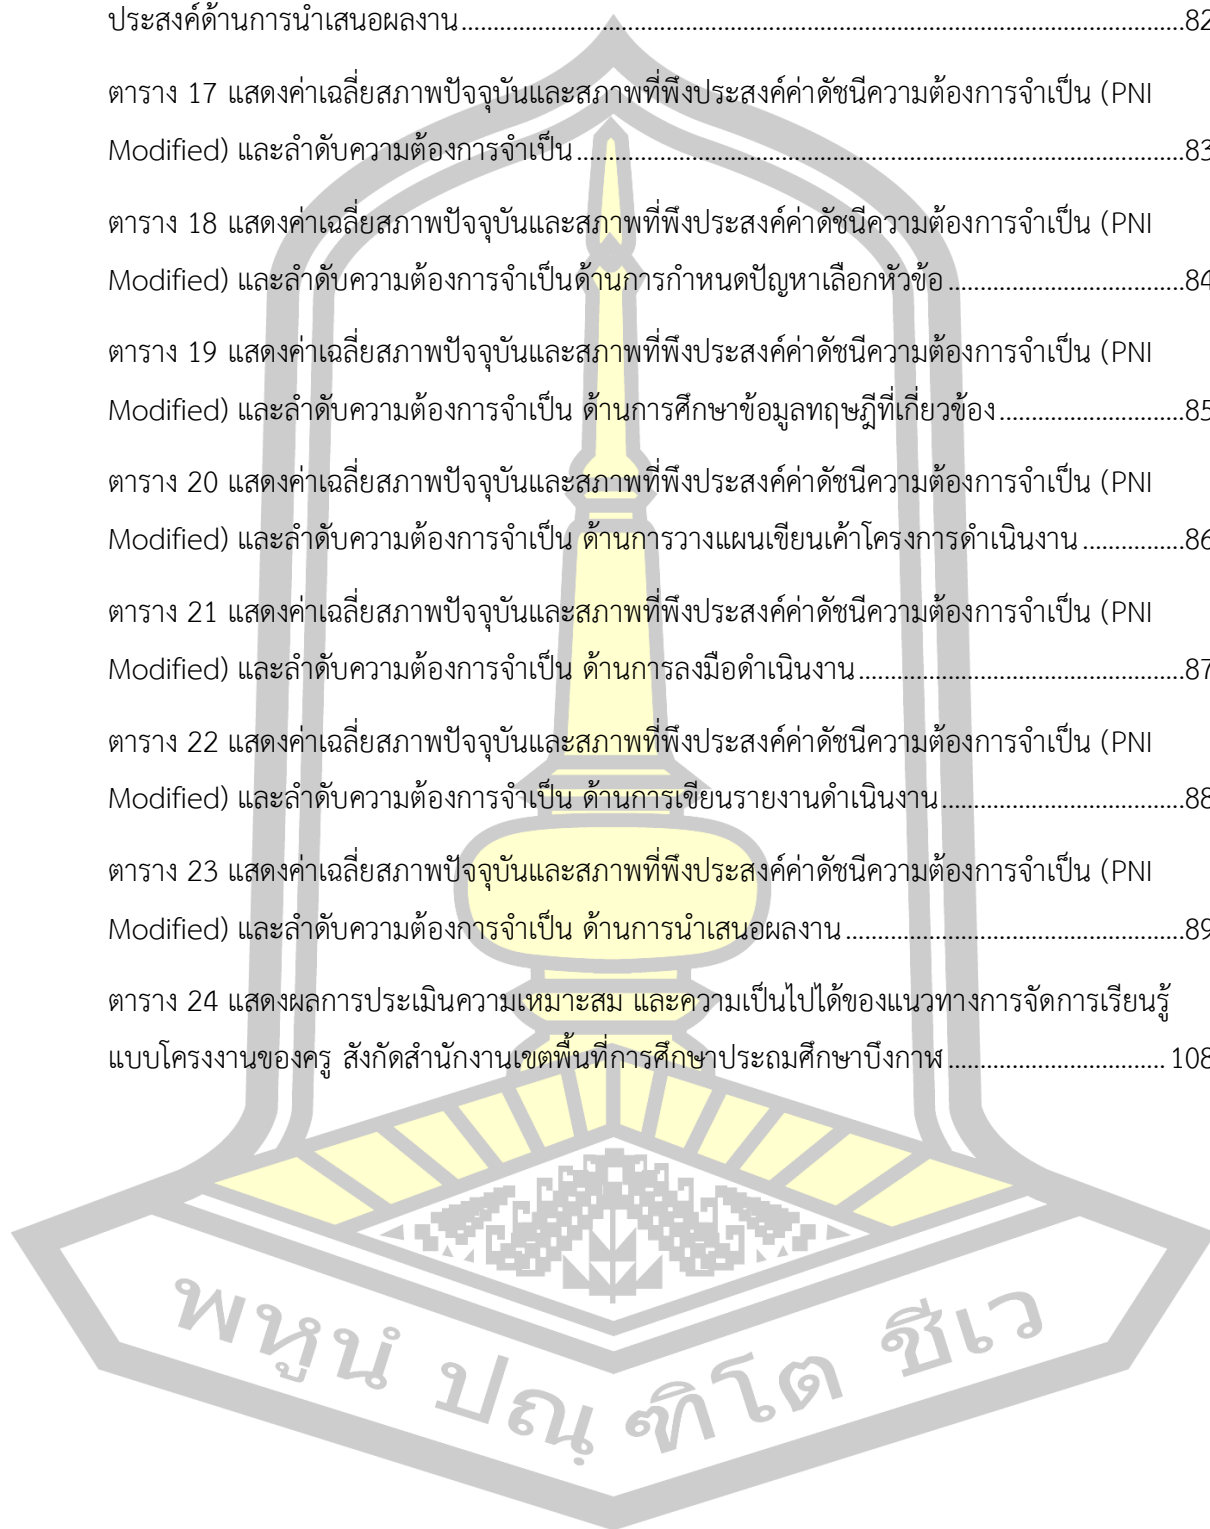 ประสงค์ด้านการนำเสนอผลงาน.....82
ตาราง 17 แสดงค่าเฉลี่ยสภาพปัจจุบันและสภาพที่พึงประสงค์ค่าดัชนีความต้องการจำเป็น (PNI
Modified) และลำดับความต้องการจำเป็น.....83
ตาราง 18 แสดงค่าเฉลี่ยสภาพปัจจุบันและสภาพที่พึงประสงค์ค่าดัชนีความต้องการจำเป็น (PNI
Modified) และลำดับความต้องการจำเป็นด้านการกำหนดปัญหาเลือกหัวข้อ.....84
ตาราง 19 แสดงค่าเฉลี่ยสภาพปัจจุบันและสภาพที่พึงประสงค์ค่าดัชนีความต้องการจำเป็น (PNI
Modified) และลำดับความต้องการจำเป็น ด้านการศึกษาข้อมูลทฤษฎีที่เกี่ยวข้อง.....85
ตาราง 20 แสดงค่าเฉลี่ยสภาพปัจจุบันและสภาพที่พึงประสงค์ค่าดัชนีความต้องการจำเป็น (PNI
Modified) และลำดับความต้องการจำเป็น ด้านการวางแผนเขียนเค้าโครงการดำเนินงาน.....86
ตาราง 21 แสดงค่าเฉลี่ยสภาพปัจจุบันและสภาพที่พึงประสงค์ค่าดัชนีความต้องการจำเป็น (PNI
Modified) และลำดับความต้องการจำเป็น ด้านการลงมือดำเนินงาน.....87
ตาราง 22 แสดงค่าเฉลี่ยสภาพปัจจุบันและสภาพที่พึงประสงค์ค่าดัชนีความต้องการจำเป็น (PNI
Modified) และลำดับความต้องการจำเป็น ด้านการเขียนรายงานดำเนินงาน.....88
ตาราง 23 แสดงค่าเฉลี่ยสภาพปัจจุบันและสภาพที่พึงประสงค์ค่าดัชนีความต้องการจำเป็น (PNI
Modified) และลำดับความต้องการจำเป็น ด้านการนำเสนอผลงาน.....89
ตาราง 24 แสดงผลการประเมินความเหมาะสม และความเป็นไปได้ของแนวทางการจัดการเรียนรู้
แบบโครงงานของครู สังกัดสำนักงานเขตพื้นที่การศึกษาประถมศึกษาบึงกาฬ.....108
พหูนํ ปณฺฑิโต ชีเว